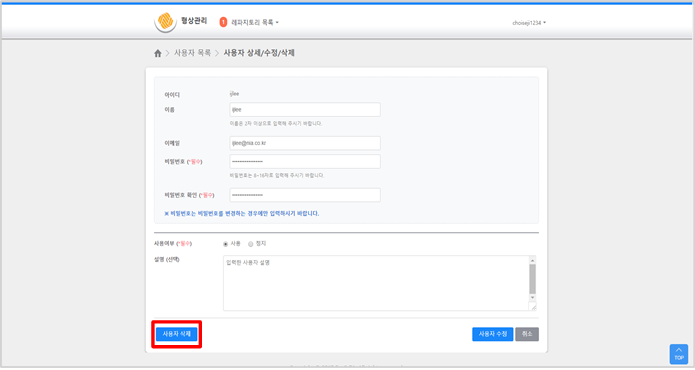 형상관리
1 레파지토리 목록
choiseji1234
사용자 목록 > 사용자 상세/수정/삭제
아이디 ijlee
이름 ijlee
이름은 2자 이상으로 입력해 주시기 바랍니다.
이메일 ijlee@nia.co.kr
비밀번호 (*필수) ****************
비밀번호는 8~16자로 입력해 주시기 바랍니다.
비밀번호 확인 (*필수) ****************
※ 비밀번호는 비밀번호를 변경하는 경우에만 입력하시기 바랍니다.
사용여부 (*필수) 사용 정지
설명 (선택) 입력한 사용자 설명
사용자 삭제 사용자 수정 취소
TOP